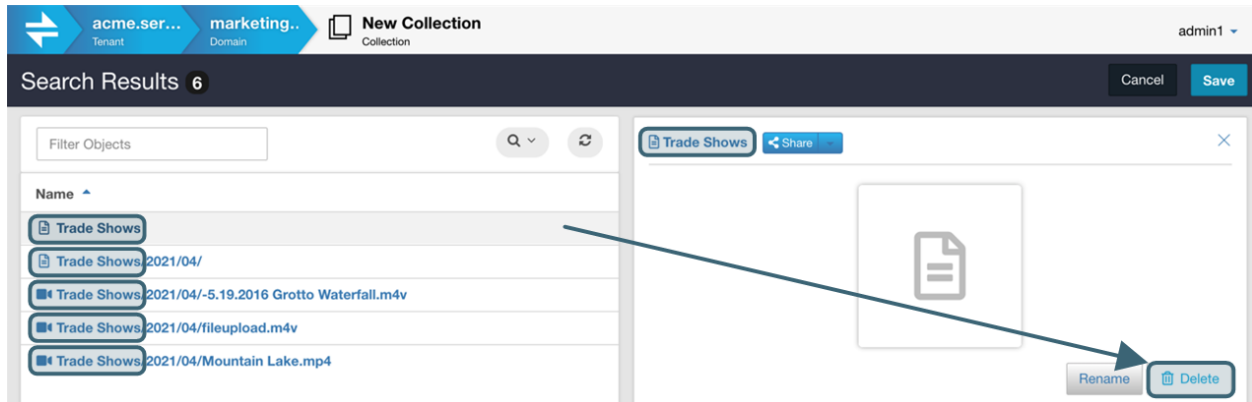 acme.ser... marketing.. New Collection
Tenant Domain Collection
admin1
Search Results 6
Cancel Save
Filter Objects
Trade Shows Share
Name
Trade Shows
Trade Shows/2021/04/
Trade Shows/2021/04/-5.19.2016 Grotto Waterfall.m4v
Trade Shows/2021/04/fileupload.m4v
Trade Shows/2021/04/Mountain Lake.mp4
Rename Delete